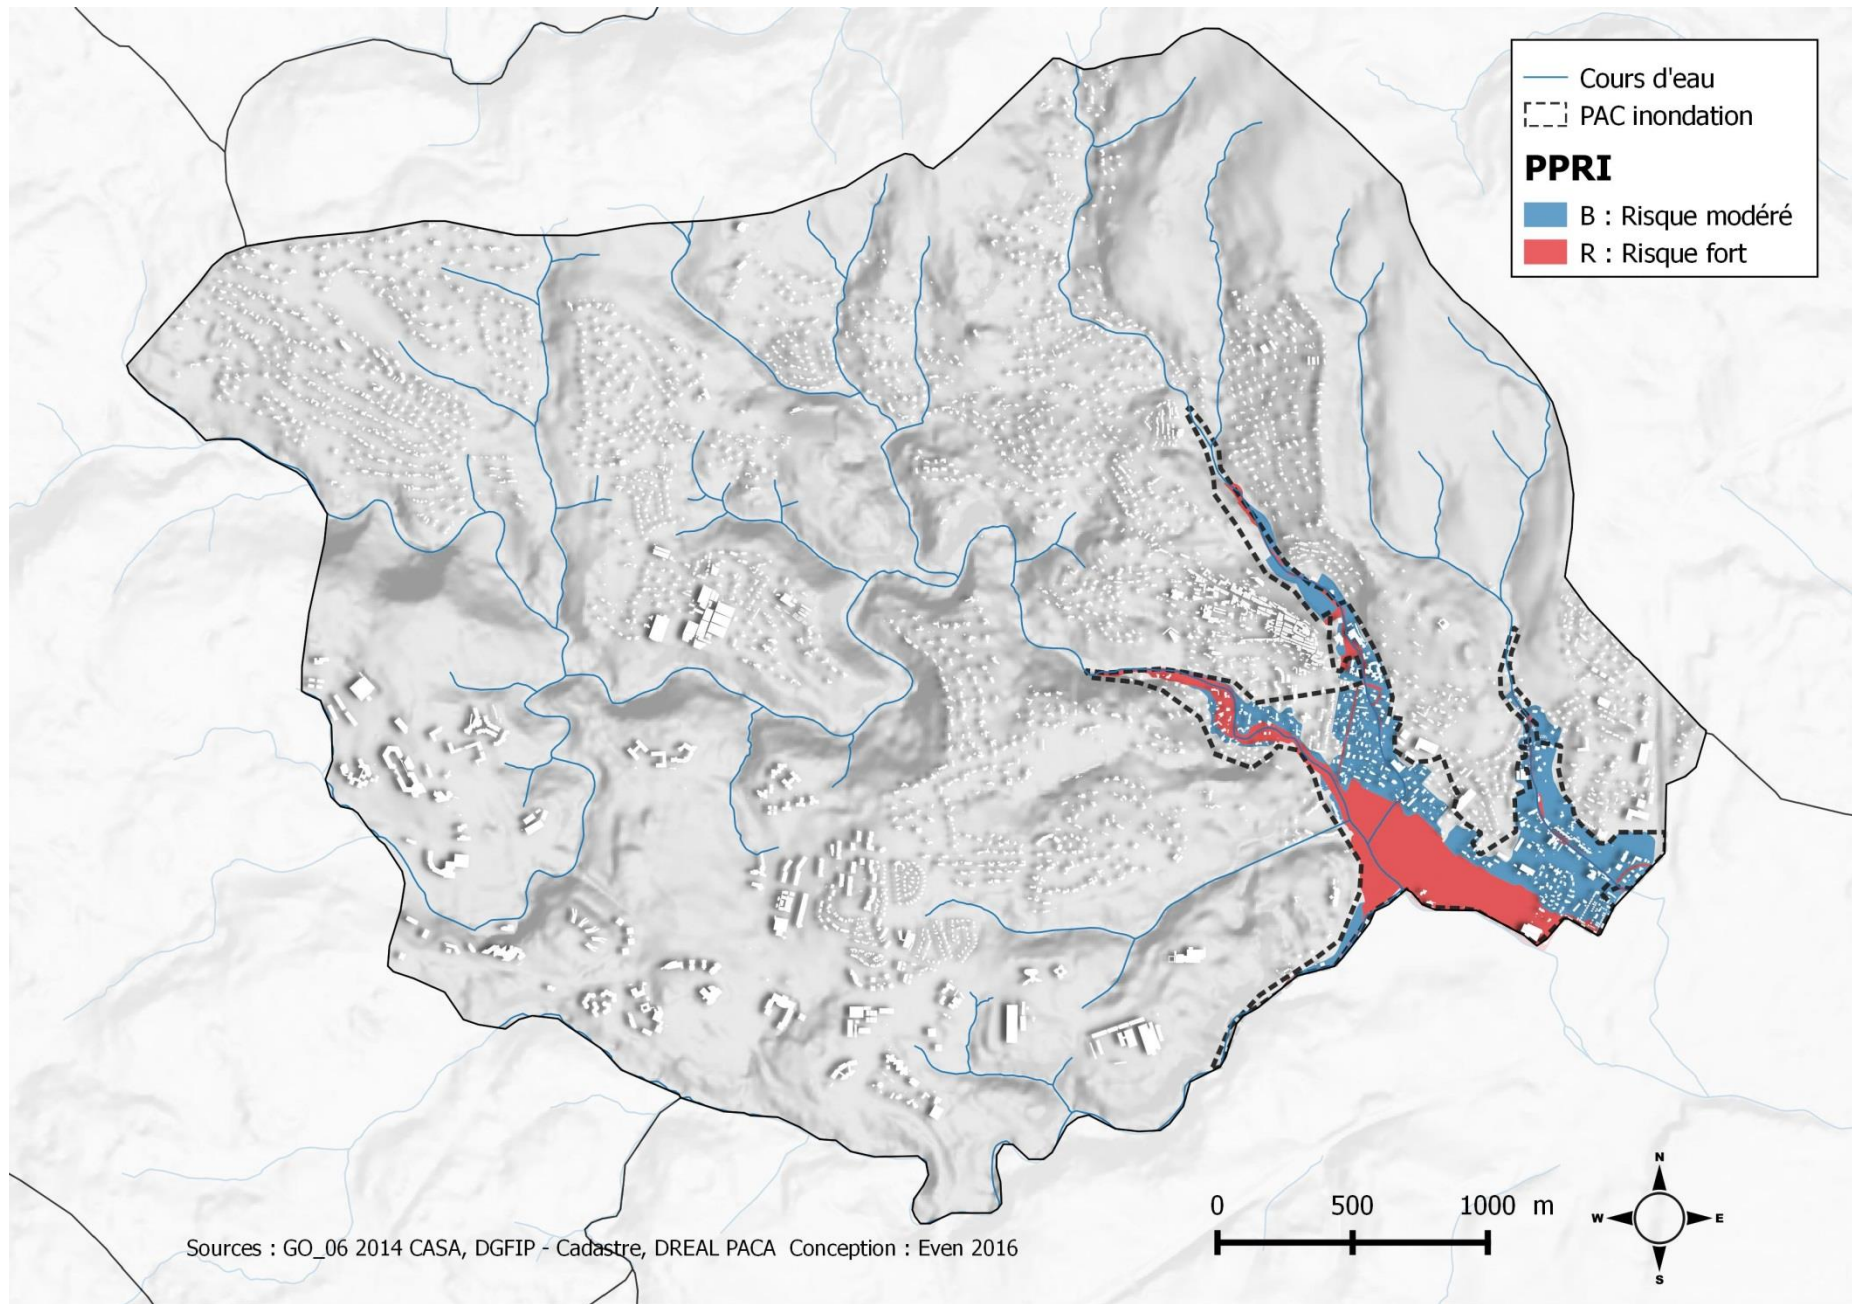 Cours d'eau
PAC inondation
PPRI
B : Risque modéré
R : Risque fort
0 500 1000 m
N
W E
S
Sources : GO_06 2014 CASA, DGFIP - Cadastre, DREAL PACA Conception : Even 2016